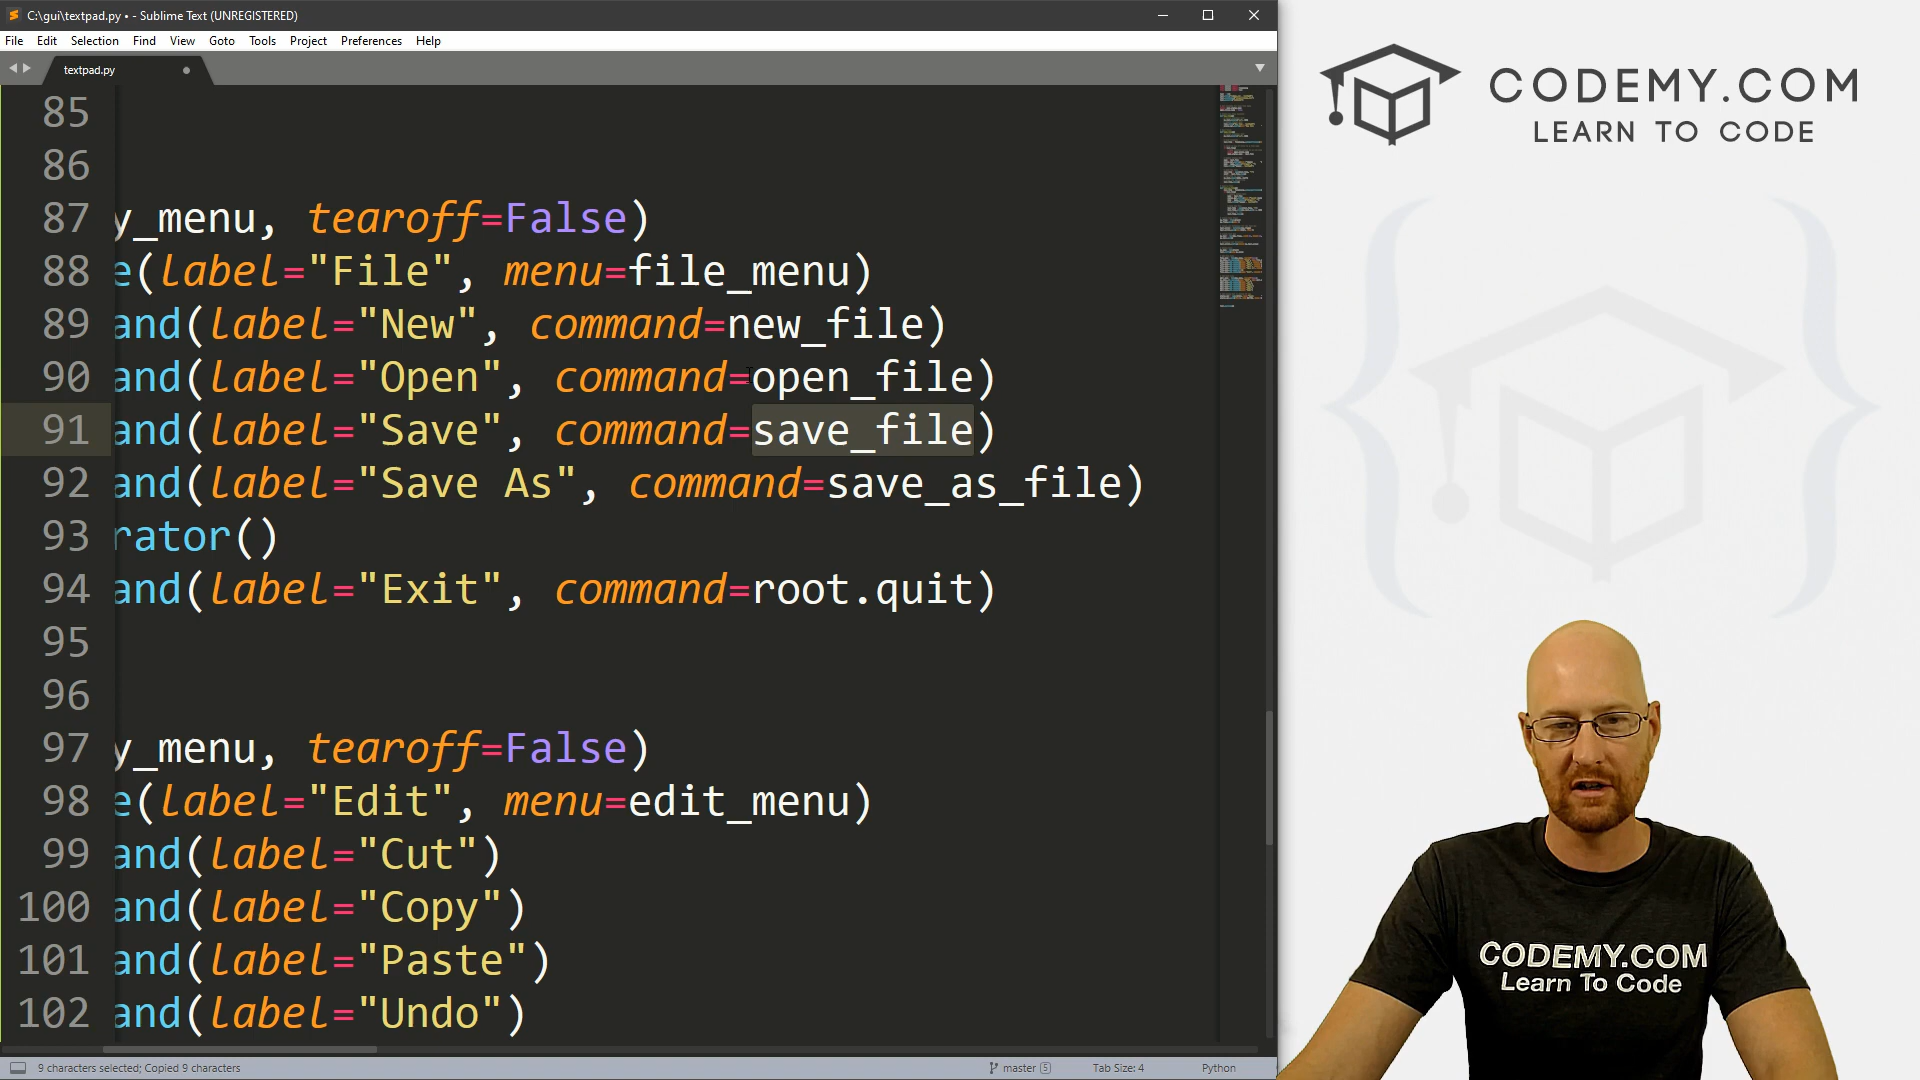 C:\gui\textpad.py • - Sublime Text (UNREGISTERED)
File Edit Selection Find View Goto Tools Project Preferences Help
textpad.py
85
86
87 y_menu, tearoff=False)
88 e(label="File", menu=file_menu)
89 and(label="New", command=new_file)
90 and(label="Open", command=open_file)
91 and(label="Save", command=save_file)
92 and(label="Save As", command=save_as_file)
93 rator()
94 and(label="Exit", command=root.quit)
95
96
97 y_menu, tearoff=False)
98 e(label="Edit", menu=edit_menu)
99 and(label="Cut")
100 and(label="Copy")
101 and(label="Paste")
102 and(label="Undo")
9 characters selected; Copied 9 characters
master 5
Tab Size: 4
Python
CODEMY.COM
LEARN TO CODE
CODEMY.COM
Learn To Code